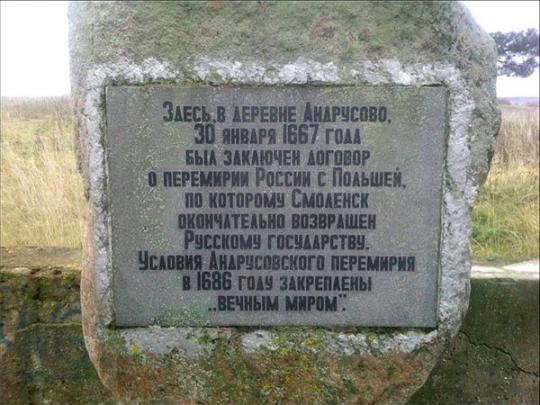 Здесь, в деревне Андрусово,
30 января 1667 года
был заключен договор
о перемирии России с Польшей,
по которому Смоленск
окончательно возвращен
Русскому государству.
Условия Андрусовского перемирия
в 1686 году закреплены
„вечным миром”.